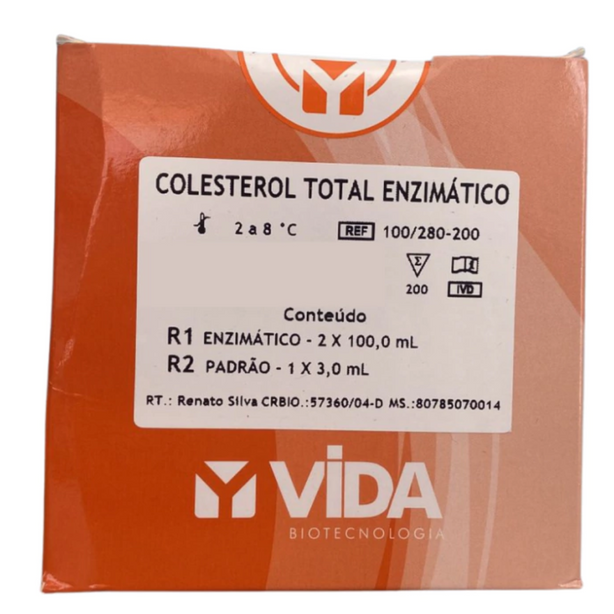 COLESTEROL TOTAL ENZIMÁTICO
2 a 8 °C REF 100/280-200
Σ
200 IVD
Conteúdo
R1 ENZIMÁTICO - 2 X 100,0 mL
R2 PADRÃO - 1 X 3,0 mL
RT.: Renato Silva CRBIO.:57360/04-D MS.:80785070014
VIDA
BIOTECNOLOGIA